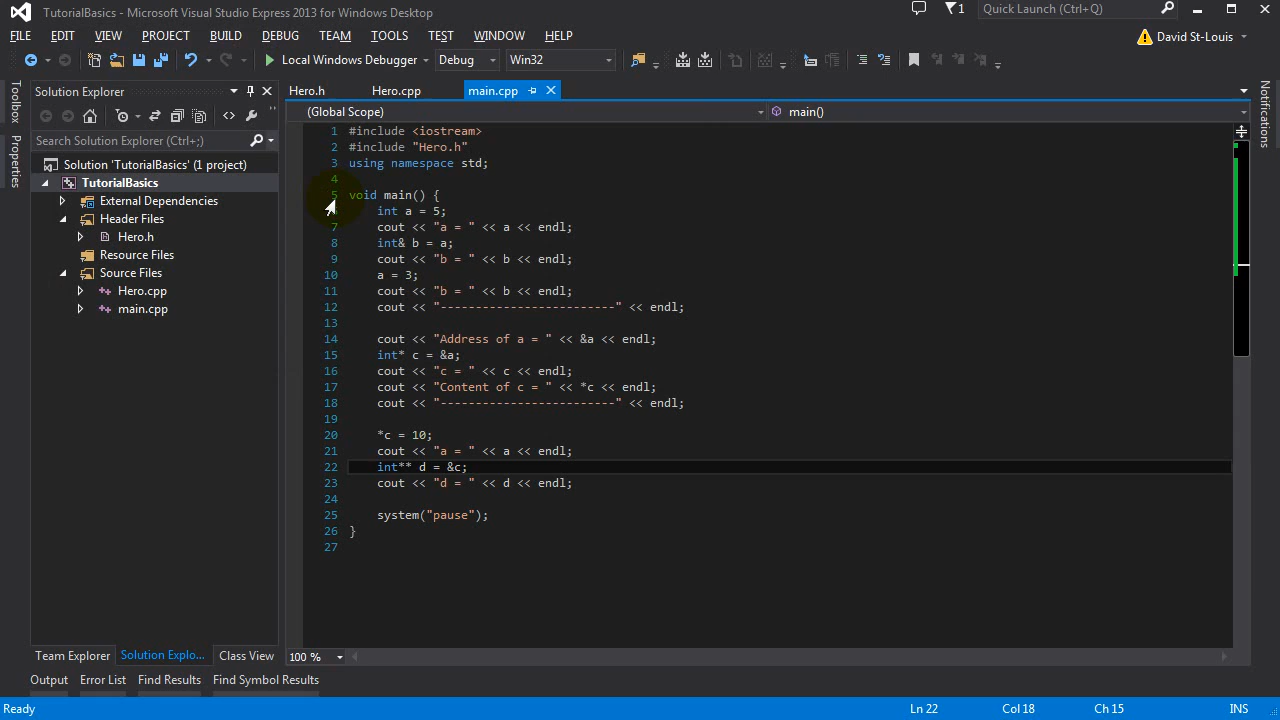 TutorialBasics - Microsoft Visual Studio Express 2013 for Windows Desktop
1
Quick Launch (Ctrl+Q)
FILE EDIT VIEW PROJECT BUILD DEBUG TEAM TOOLS TEST WINDOW HELP
David St-Louis
Local Windows Debugger Debug Win32
Toolbox
Properties
Solution Explorer
Search Solution Explorer (Ctrl+;)
Solution 'TutorialBasics' (1 project)
TutorialBasics
External Dependencies
Header Files
Hero.h
Resource Files
Source Files
Hero.cpp
main.cpp
Team Explorer Solution Explo... Class View
Hero.h Hero.cpp main.cpp
(Global Scope) main()
1 #include <iostream>
2 #include "Hero.h"
3 using namespace std;
4
5 void main() {
int a = 5;
7 cout << "a = " << a << endl;
8 int& b = a;
9 cout << "b = " << b << endl;
10 a = 3;
11 cout << "b = " << b << endl;
12 cout << "-------------------------" << endl;
13
14 cout << "Address of a = " << &a << endl;
15 int* c = &a;
16 cout << "c = " << c << endl;
17 cout << "Content of c = " << *c << endl;
18 cout << "-------------------------" << endl;
19
20 *c = 10;
21 cout << "a = " << a << endl;
22 int** d = &c;
23 cout << "d = " << d << endl;
24
25 system("pause");
26 }
27
100 %
Notifications
Output Error List Find Results Find Symbol Results
Ready Ln 22 Col 18 Ch 15 INS